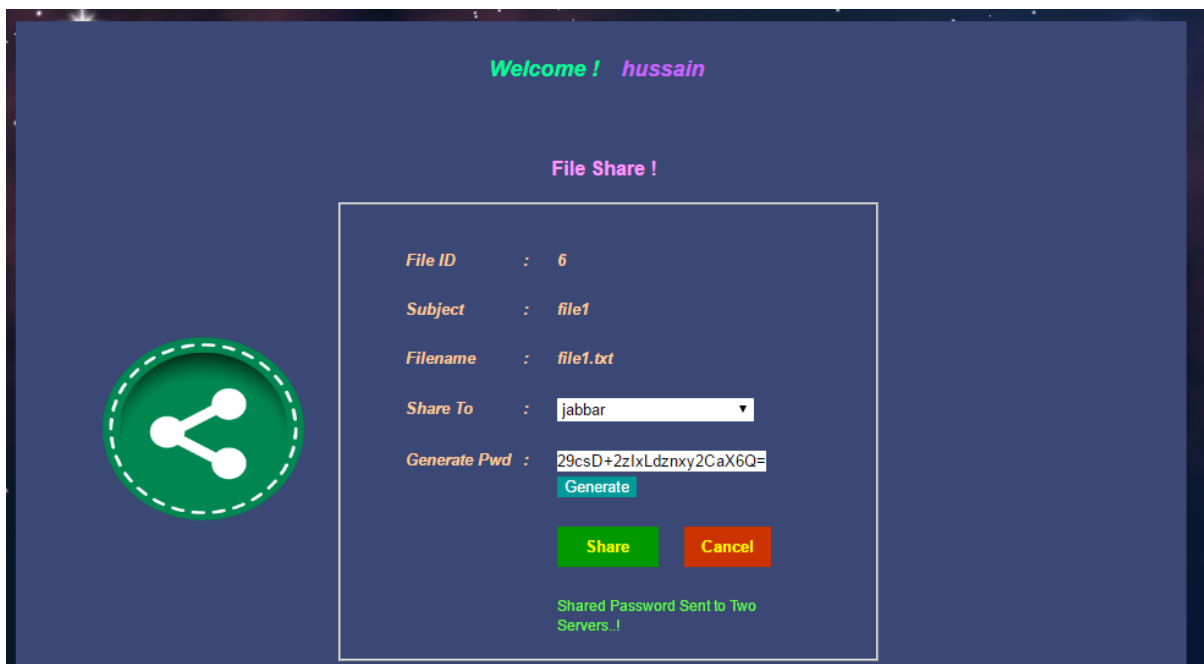 Welcome ! hussain
File Share !
File ID : 6
Subject : file1
Filename : file1.txt
Share To : jabbar
Generate Pwd : 29csD+2zIxLdznxy2CaX6Q=
Generate
Share Cancel
Shared Password Sent to Two
Servers..!